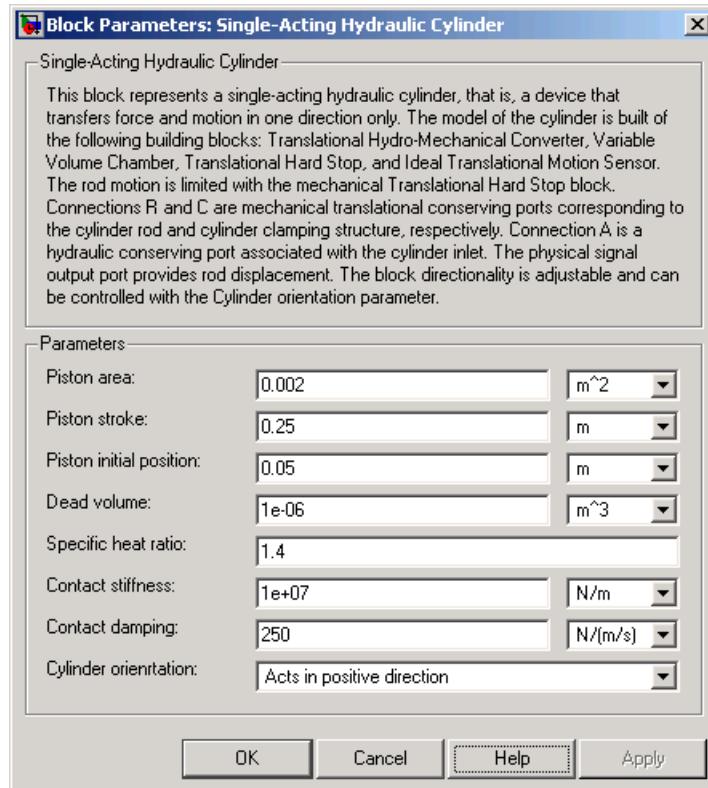 Block Parameters: Single-Acting Hydraulic Cylinder
Single-Acting Hydraulic Cylinder
This block represents a single-acting hydraulic cylinder, that is, a device that
transfers force and motion in one direction only. The model of the cylinder is built of
the following building blocks: Translational Hydro-Mechanical Converter, Variable
Volume Chamber, Translational Hard Stop, and Ideal Translational Motion Sensor.
The rod motion is limited with the mechanical Translational Hard Stop block.
Connections R and C are mechanical translational conserving ports corresponding to
the cylinder rod and cylinder clamping structure, respectively. Connection A is a
hydraulic conserving port associated with the cylinder inlet. The physical signal
output port provides rod displacement. The block directionality is adjustable and can
be controlled with the Cylinder orientation parameter.
Parameters
Piston area: 0.002 m^2
Piston stroke: 0.25 m
Piston initial position: 0.05 m
Dead volume: 1e-06 m^3
Specific heat ratio: 1.4
Contact stiffness: 1e+07 N/m
Contact damping: 250 N/(m/s)
Cylinder orienrtation: Acts in positive direction
OK Cancel Help Apply